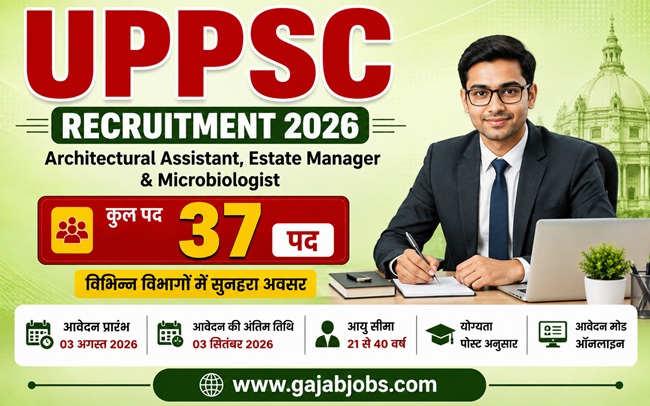 UPPSC
RECRUITMENT 2026
Architectural Assistant, Estate Manager
& Microbiologist
कुल पद 37 पद
विभिन्न विभागों में सुनहरा अवसर
आवेदन प्रारंभ
03 अगस्त 2026
आवेदन की अंतिम तिथि
03 सितंबर 2026
आयु सीमा
21 से 40 वर्ष
योग्यता
पोस्ट अनुसार
आवेदन मोड
ऑनलाइन
www.gajabjobs.com